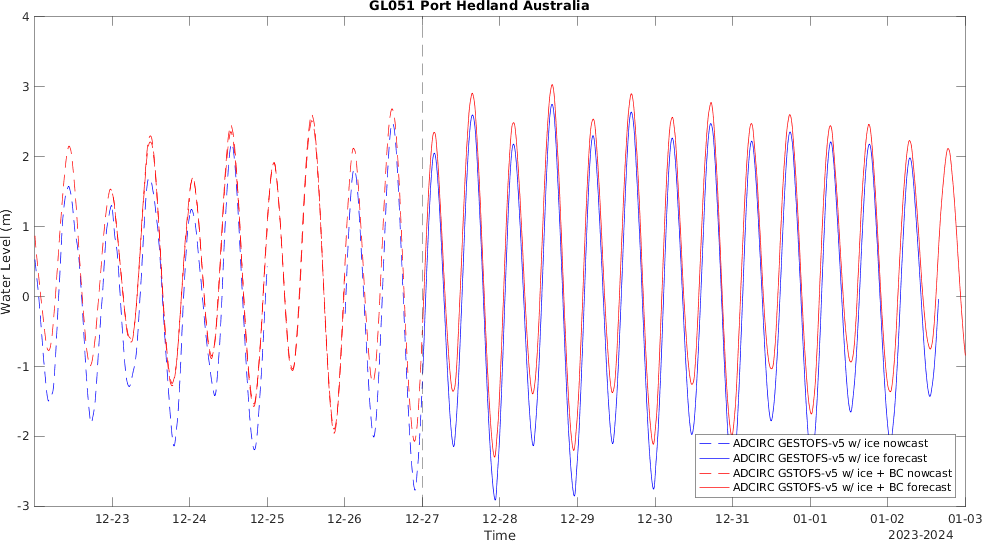 GL051 Port Hedland Australia
4
3
2
1
0
-1
-2
-3
Water Level (m)
ADCIRC GESTOFS-v5 w/ ice nowcast
ADCIRC GESTOFS-v5 w/ ice forecast
ADCIRC GSTOFS-v5 w/ ice + BC nowcast
ADCIRC GSTOFS-v5 w/ ice + BC forecast
12-23 12-24 12-25 12-26 12-27 12-28 12-29 12-30 12-31 01-01 01-02 01-03
Time 2023-2024